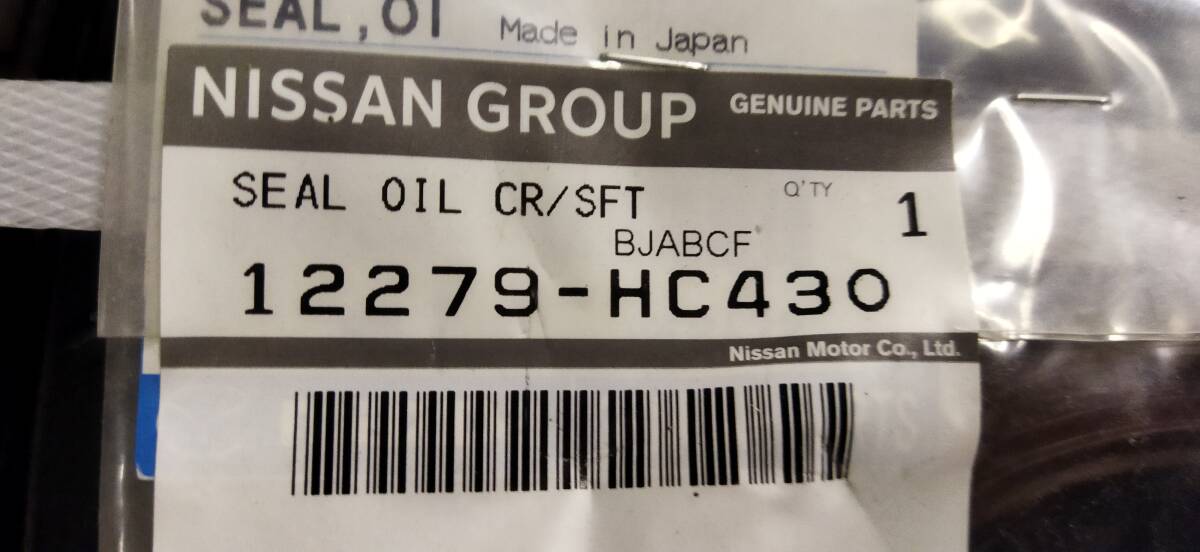 SEAL, OI
Made in Japan
NISSAN GROUP GENUINE PARTS
SEAL OIL CR/SFT Q'TY 1
BJABCF
12279-HC430
Nissan Motor Co., Ltd.